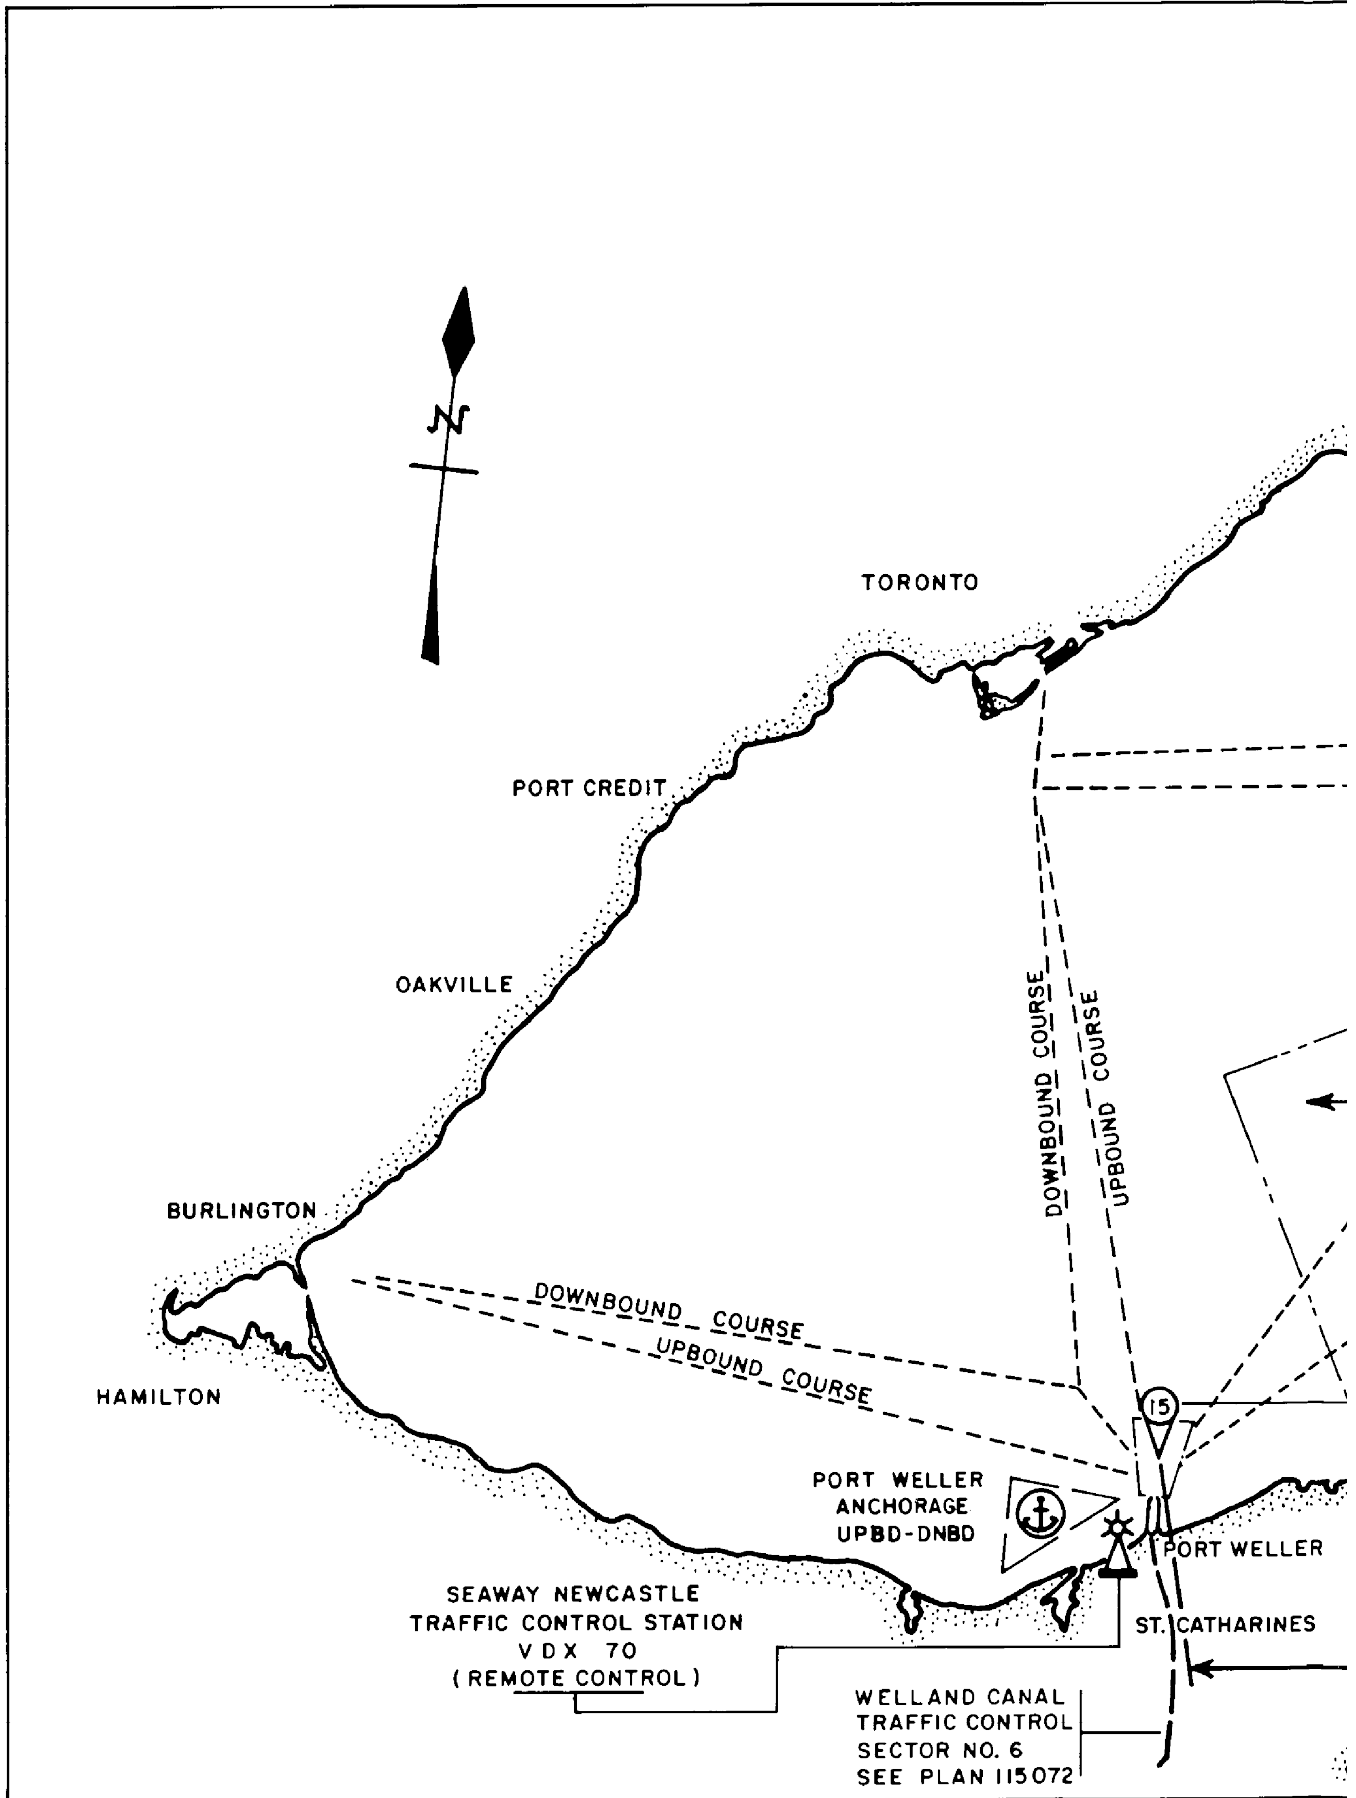 N
TORONTO
PORT CREDIT
OAKVILLE
DOWNBOUND COURSE
UPBOUND COURSE
BURLINGTON
DOWNBOUND COURSE
UPBOUND COURSE
HAMILTON
15
PORT WELLER
ANCHORAGE
UPBD-DNBD
PORT WELLER
SEAWAY NEWCASTLE
TRAFFIC CONTROL STATION
VDX 70
(REMOTE CONTROL)
ST. CATHARINES
WELLAND CANAL
TRAFFIC CONTROL
SECTOR NO. 6
SEE PLAN 115072